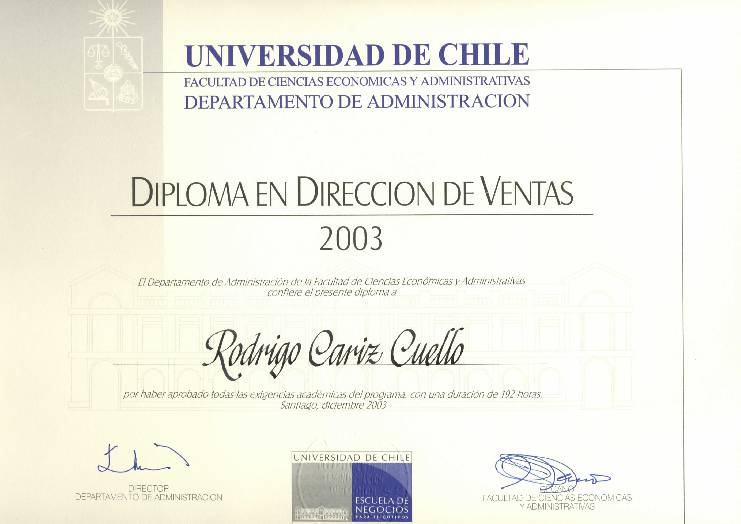 UNIVERSIDAD DE CHILE
FACULTAD DE CIENCIAS ECONOMICAS Y ADMINISTRATIVAS
DEPARTAMENTO DE ADMINISTRACION
DIPLOMA EN DIRECCION DE VENTAS
2003
El Departamento de Administración de la Facultad de Ciencias Económicas y Administrativas
confiere el presente diploma a
Rodrigo Cariz Cuello
por haber aprobado todas las exigencias académicas del programa, con una duración de 192 horas.
Santiago, diciembre 2003
DIRECTOR
DEPARTAMENTO DE ADMINISTRACION
UNIVERSIDAD DE CHILE
ESCUELA DE
NEGOCIOS
PARA EJECUTIVOS
DECANO
FACULTAD DE CIENCIAS ECONOMICAS
Y ADMINISTRATIVAS